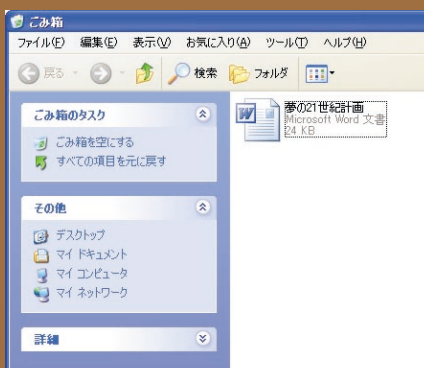 ごみ箱
ファイル(F) 編集(E) 表示(V) お気に入り(A) ツール(T) ヘルプ(H)
戻る 検索 フォルダ
ごみ箱のタスク
ごみ箱を空にする
すべての項目を元に戻す
その他
デスクトップ
マイ ドキュメント
マイ コンピュータ
マイ ネットワーク
詳細
夢の21世紀計画
Microsoft Word 文書
24 KB